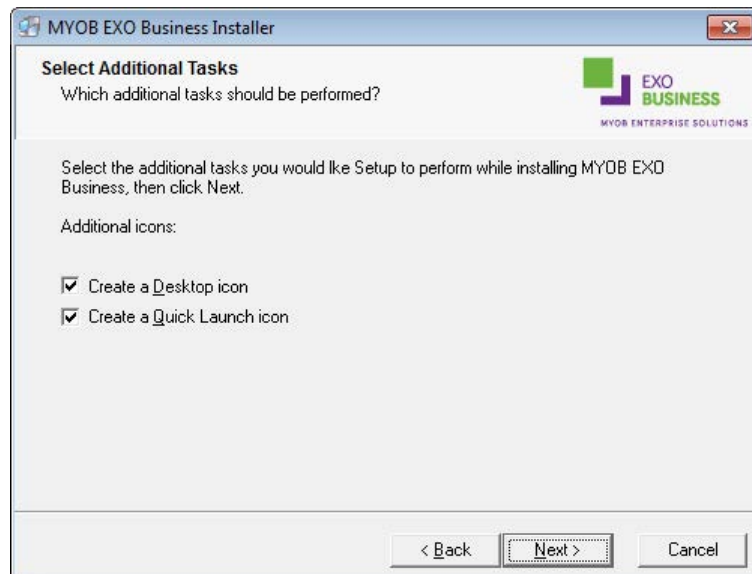 MYOB EXO Business Installer
Select Additional Tasks
Which additional tasks should be performed?
EXO
BUSINESS
MYOB ENTERPRISE SOLUTIONS
Select the additional tasks you would lke Setup to perform while installing MYOB EXO
Business, then click Next.
Additional icons:
Create a Desktop icon
Create a Quick Launch icon
< Back
Next >
Cancel